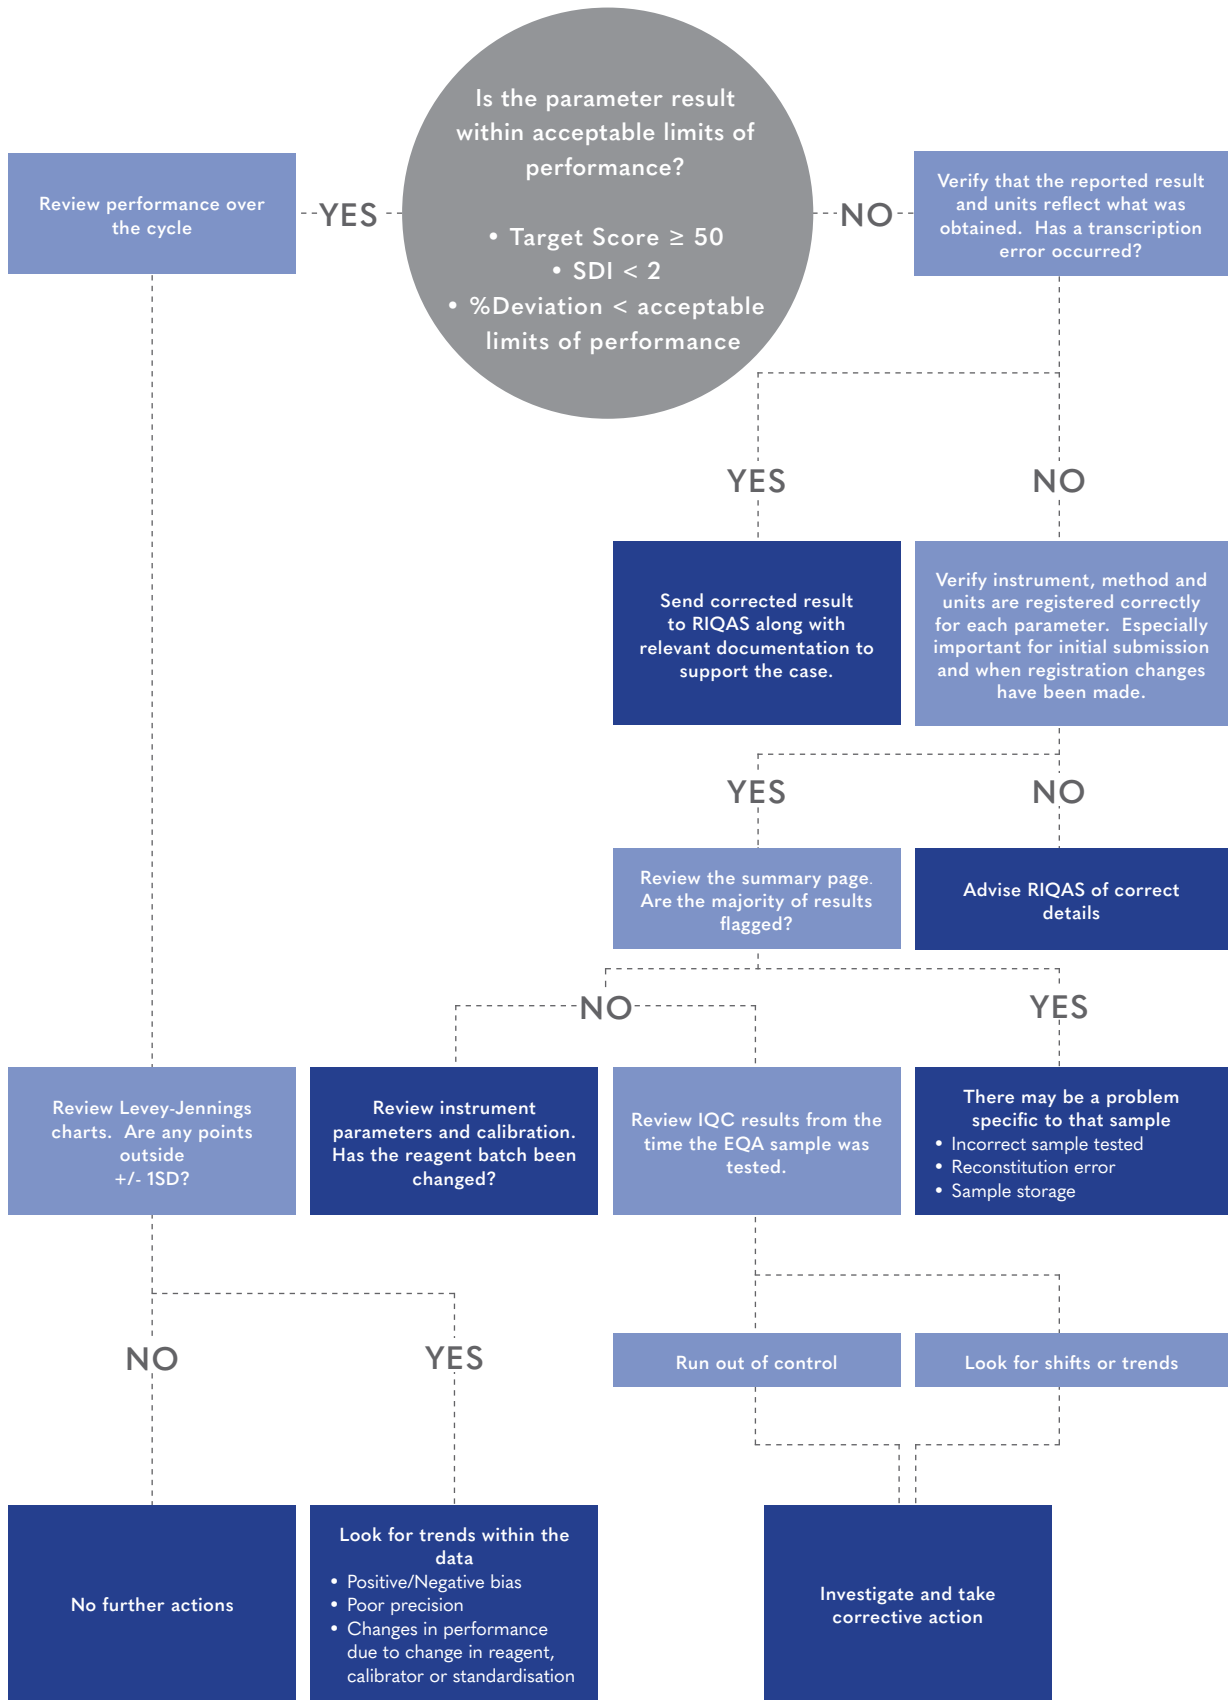 Is the parameter result
within acceptable limits of
performance?
• Target Score ≥ 50
• SDI < 2
• %Deviation < acceptable
limits of performance
Review performance over
the cycle
YES
NO
Verify that the reported result
and units reflect what was
obtained. Has a transcription
error occurred?
YES
NO
Send corrected result
to RIQAS along with
relevant documentation to
support the case.
Verify instrument, method and
units are registered correctly
for each parameter. Especially
important for initial submission
and when registration changes
have been made.
YES
NO
Review the summary page.
Are the majority of results
flagged?
Advise RIQAS of correct
details
NO
YES
Review Levey-Jennings
charts. Are any points
outside
+/- 1SD?
Review instrument
parameters and calibration.
Has the reagent batch been
changed?
Review IQC results from the
time the EQA sample was
tested.
There may be a problem
specific to that sample
• Incorrect sample tested
• Reconstitution error
• Sample storage
NO
YES
Run out of control
Look for shifts or trends
No further actions
Look for trends within the
data
• Positive/Negative bias
• Poor precision
• Changes in performance
due to change in reagent,
calibrator or standardisation
Investigate and take
corrective action